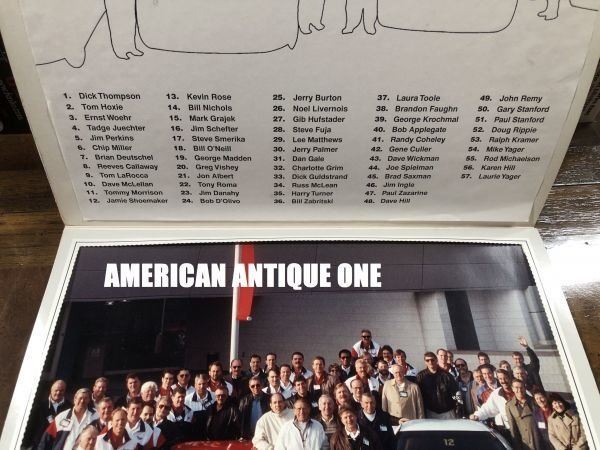 1. Dick Thompson
2. Tom Hoxie
3. Ernst Woehr
4. Tadge Juechter
5. Jim Perkins
6. Chip Miller
7. Brian Deutschel
8. Reeves Callaway
9. Tom LaRocca
10. Dave McLellan
11. Tommy Morrison
12. Jamie Shoemaker
13. Kevin Rose
14. Bill Nichols
15. Mark Grajek
16. Jim Schefter
17. Steve Smerika
18. Bill O'Neill
19. George Madden
20. Greg Vishey
21. Jon Albert
22. Tony Roma
23. Jim Danahy
24. Bob D'Olivo
25. Jerry Burton
26. Noel Livernois
27. Gib Hufstader
28. Steve Fuja
29. Lee Matthews
30. Jerry Palmer
31. Dan Gale
32. Charlotte Grim
33. Dick Guldstrand
34. Russ McLean
35. Harry Turner
36. Bill Zabritski
37. Laura Toole
38. Brandon Faughn
39. George Krochmal
40. Bob Applegate
41. Randy Coheley
42. Gene Culler
43. Dave Wickman
44. Joe Spielman
45. Brad Saxman
46. Jim Ingle
47. Paul Zazarine
48. Dave Hill
49. John Remy
50. Gary Stanford
51. Paul Stanford
52. Doug Rippie
53. Ralph Kramer
54. Mike Yager
55. Rod Michaelson
56. Karen Hill
57. Laurie Yager
AMERICAN ANTIQUE ONE
12